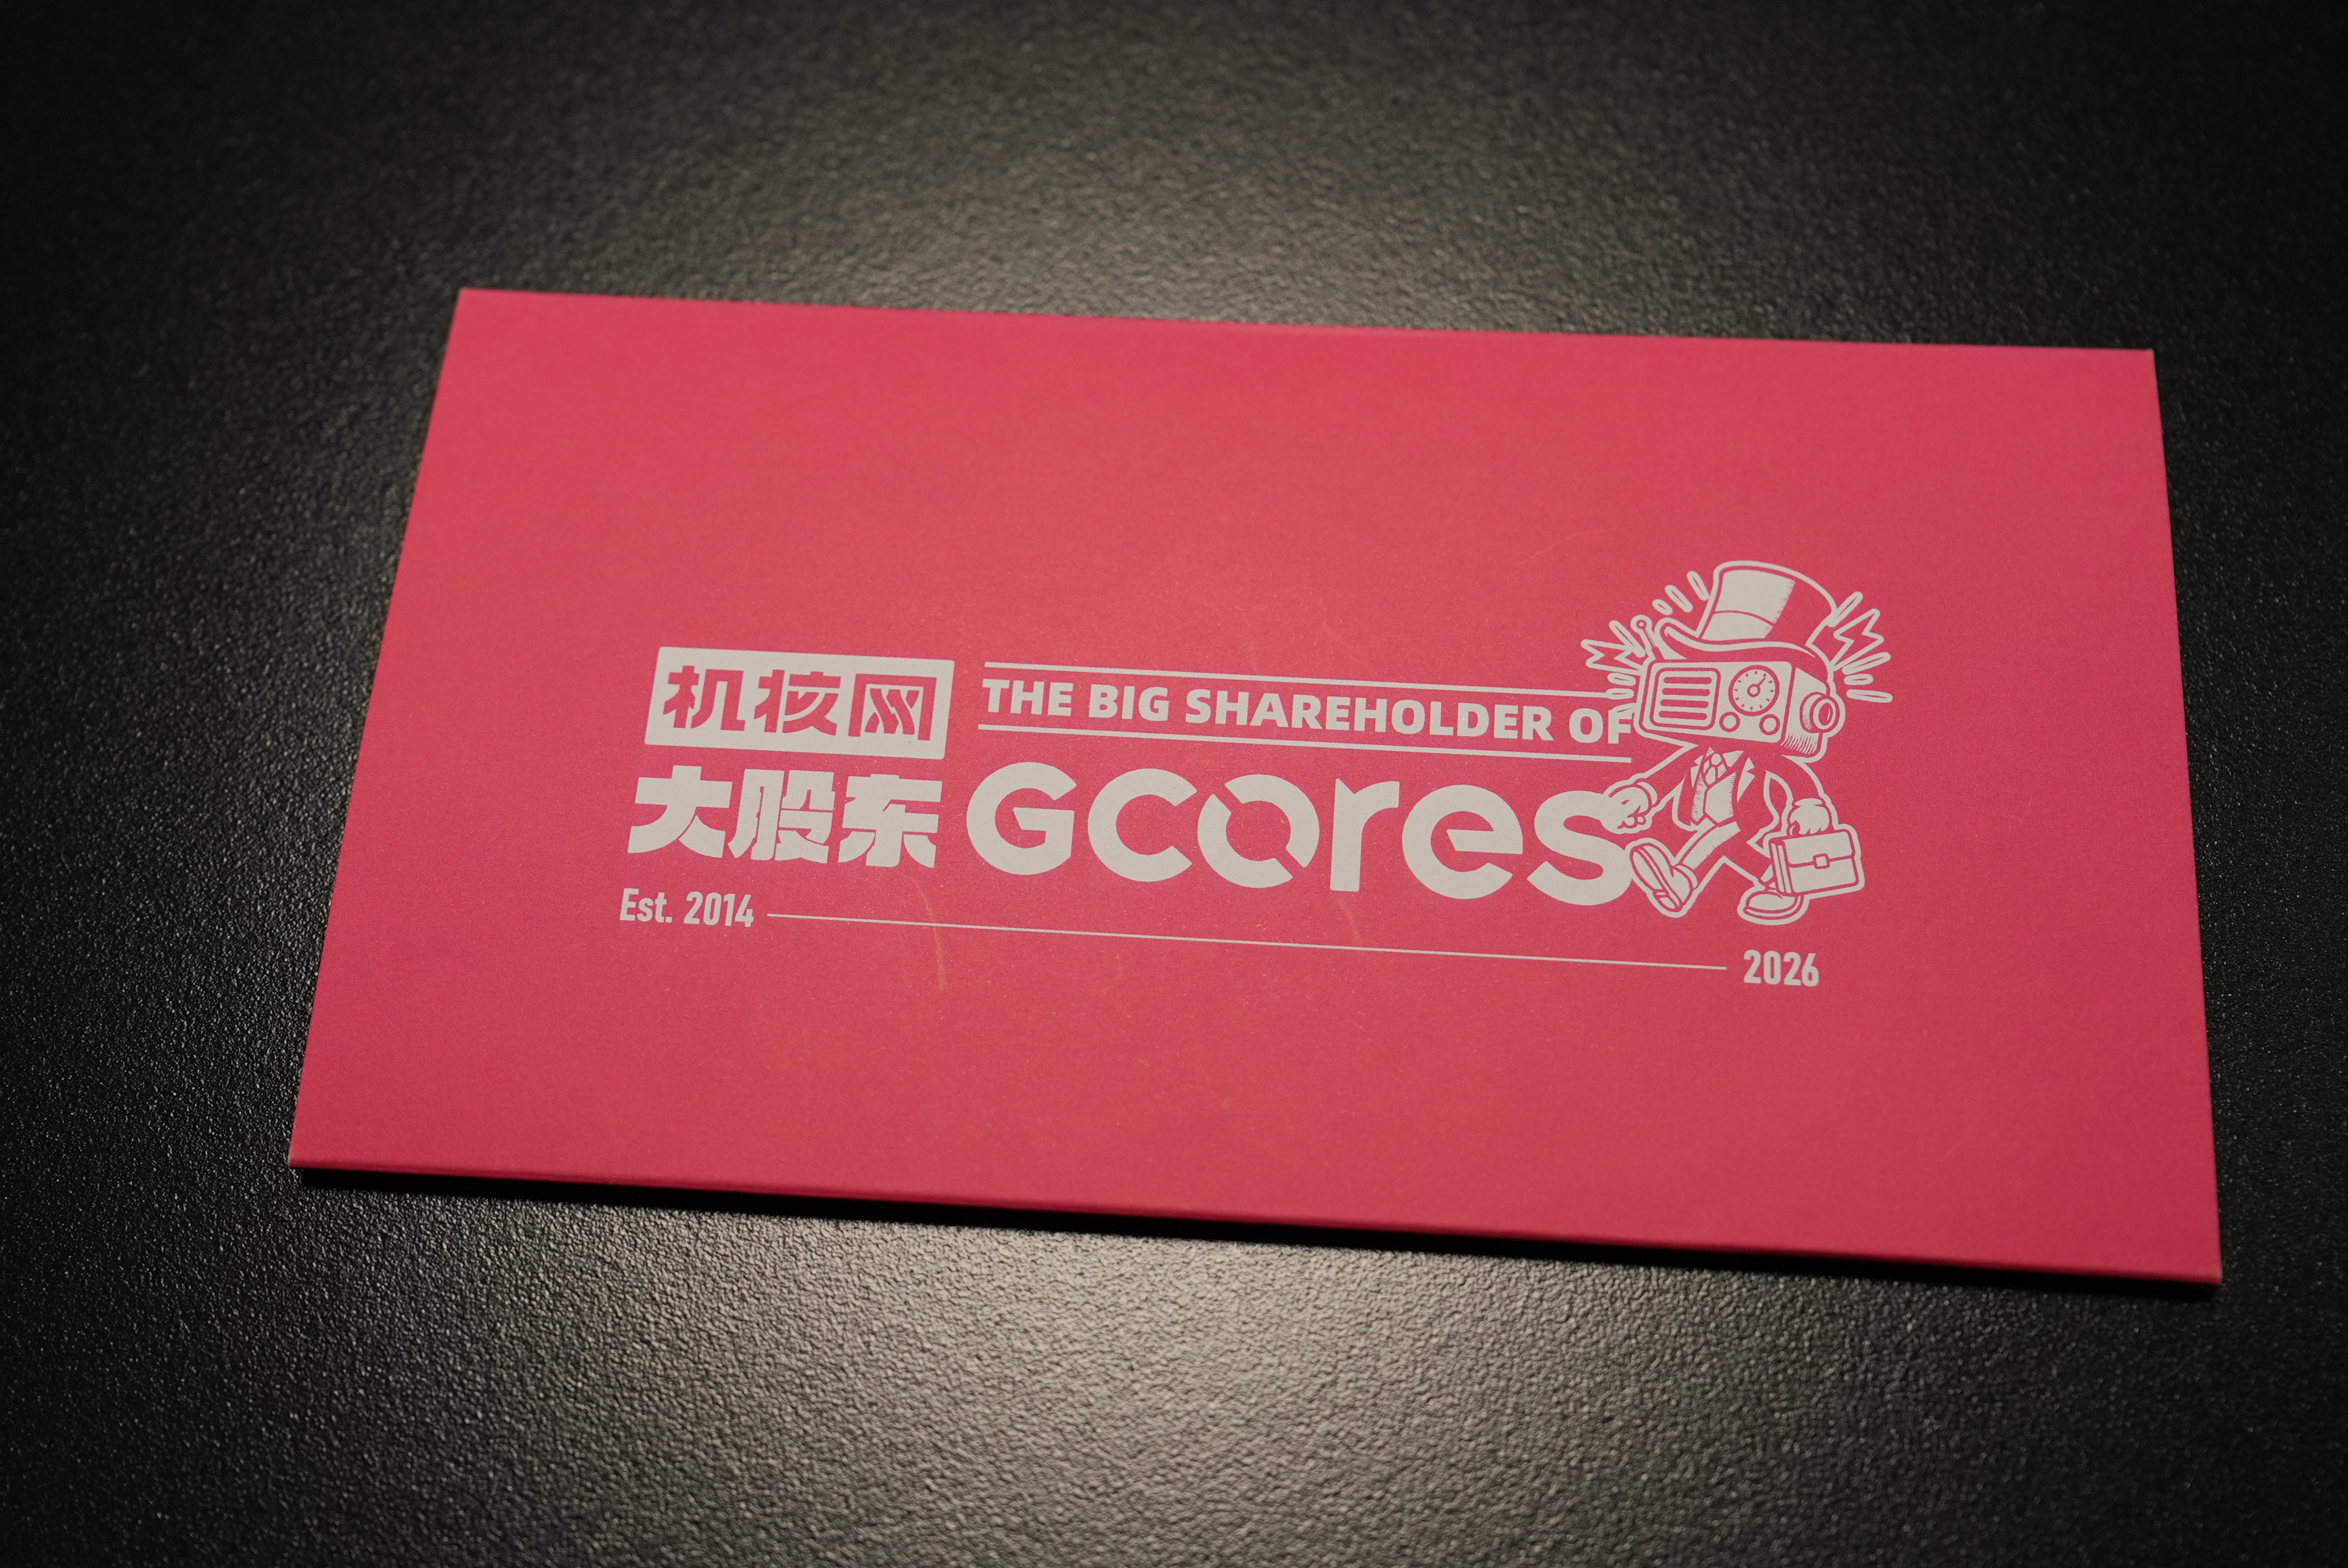 机核网
大股东
THE BIG SHAREHOLDER OF
GCORES
Est. 2014
2026